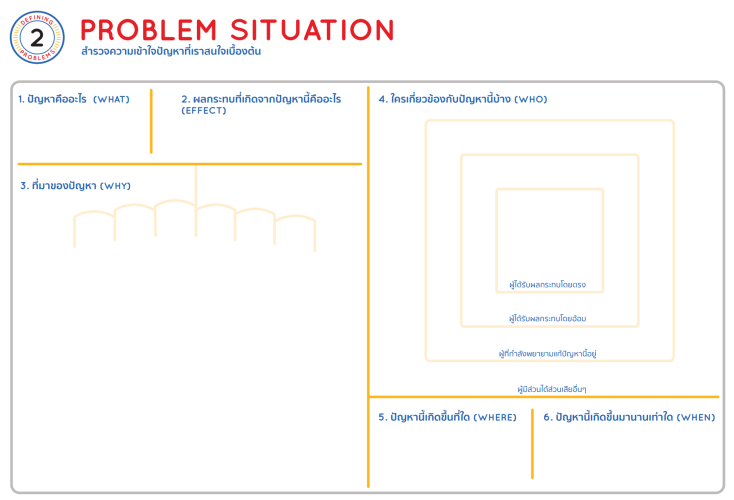 DEFINING
2
PROBLEMS
PROBLEM SITUATION
สำรวจความเข้าใจปัญหาที่เราสนใจเบื้องต้น
1. ปัญหาคืออะไร (WHAT)
2. ผลกระทบที่เกิดจากปัญหานี้คืออะไร
(EFFECT)
3. ที่มาของปัญหา (WHY)
4. ใครเกี่ยวข้องกับปัญหานี้บ้าง (WHO)
ผู้ได้รับผลกระทบโดยตรง
ผู้ได้รับผลกระทบโดยอ้อม
ผู้ที่กำลังพยายามแก้ปัญหานี้อยู่
ผู้มีส่วนได้ส่วนเสียอื่นๆ
5. ปัญหานี้เกิดขึ้นที่ใด (WHERE)
6. ปัญหานี้เกิดขึ้นมานานเท่าใด (WHEN)